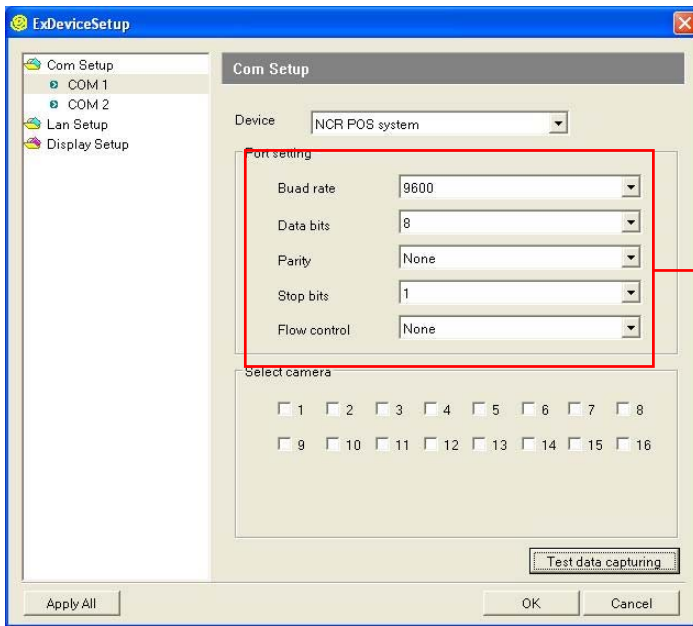 ExDeviceSetup
Com Setup
COM 1
COM 2
Lan Setup
Display Setup
Com Setup
Device NCR POS system
Port setting
Buad rate 9600
Data bits 8
Parity None
Stop bits 1
Flow control None
Select camera
1 2 3 4 5 6 7 8
9 10 11 12 13 14 15 16
Test data capturing
Apply All OK Cancel